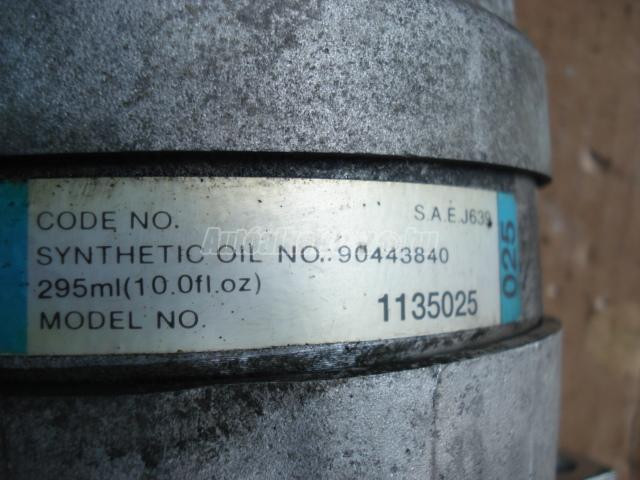 CODE NO. S.A.E.J639
SYNTHETIC OIL NO.: 90443840
295ml(10.0fl.oz)
MODEL NO. 1135025
025